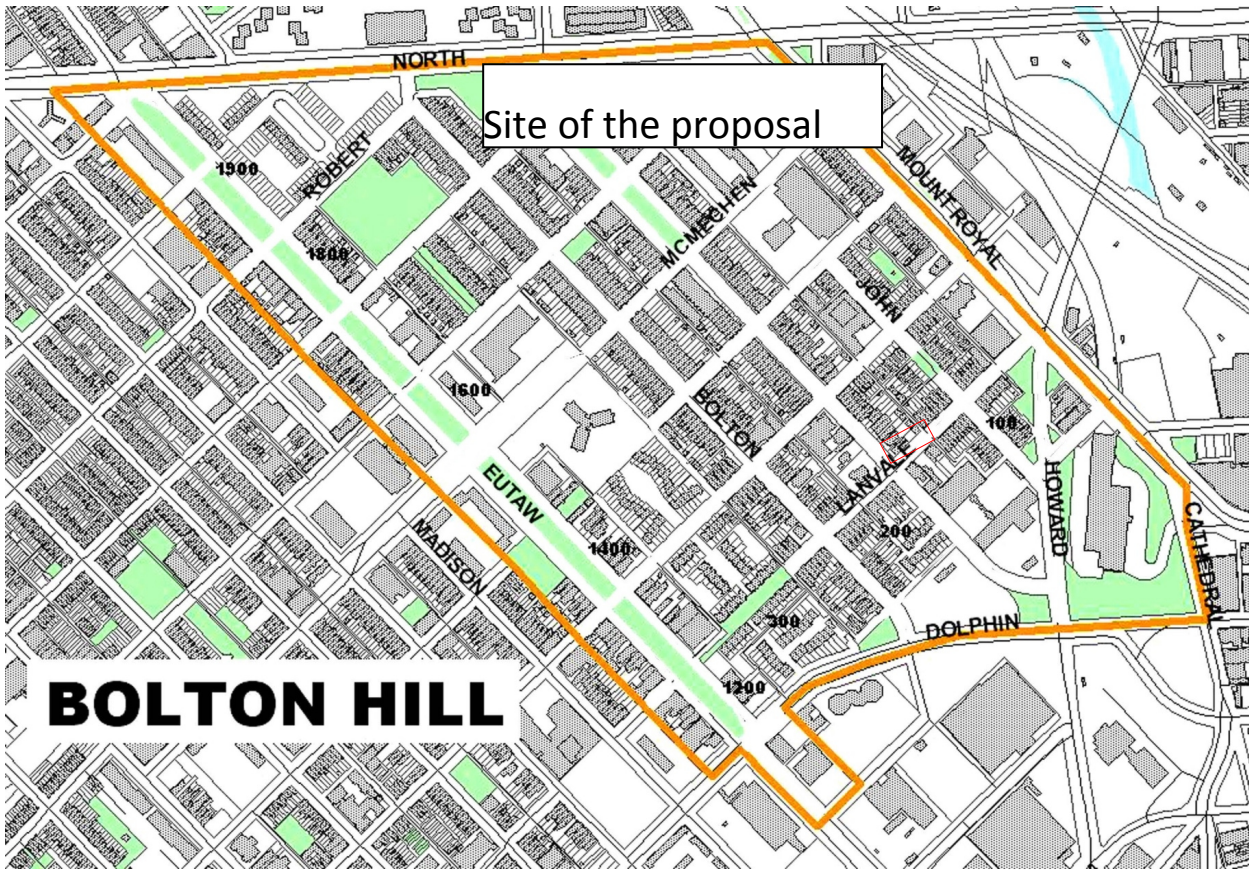 NORTH
Site of the proposal
1900
ROBERT
MOUNT ROYAL
MCMECHEN
1800
JOHN
1600
BOLTON
100
LANVALE
EUTAW
HOWARD
200
CATHEDRAL
MADISON
1400
300
DOLPHIN
1200
BOLTON HILL